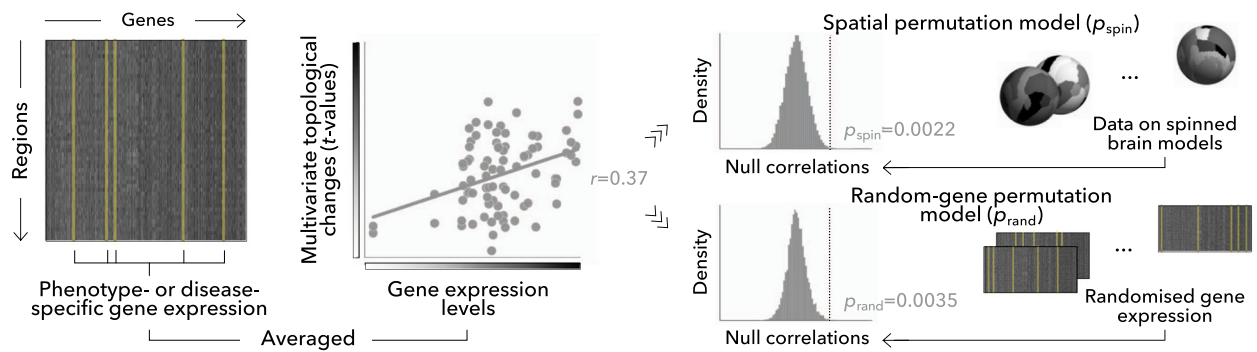 Genes
Regions
Phenotype- or disease-
specific gene expression
Averaged
Multivariate topological
changes (t-values)
r=0.37
Gene expression
levels
Spatial permutation model (pspin)
Density
pspin=0.0022
Null correlations
...
Data on spinned
brain models
Random-gene permutation
model (prand)
Density
prand=0.0035
Null correlations
...
Randomised gene
expression